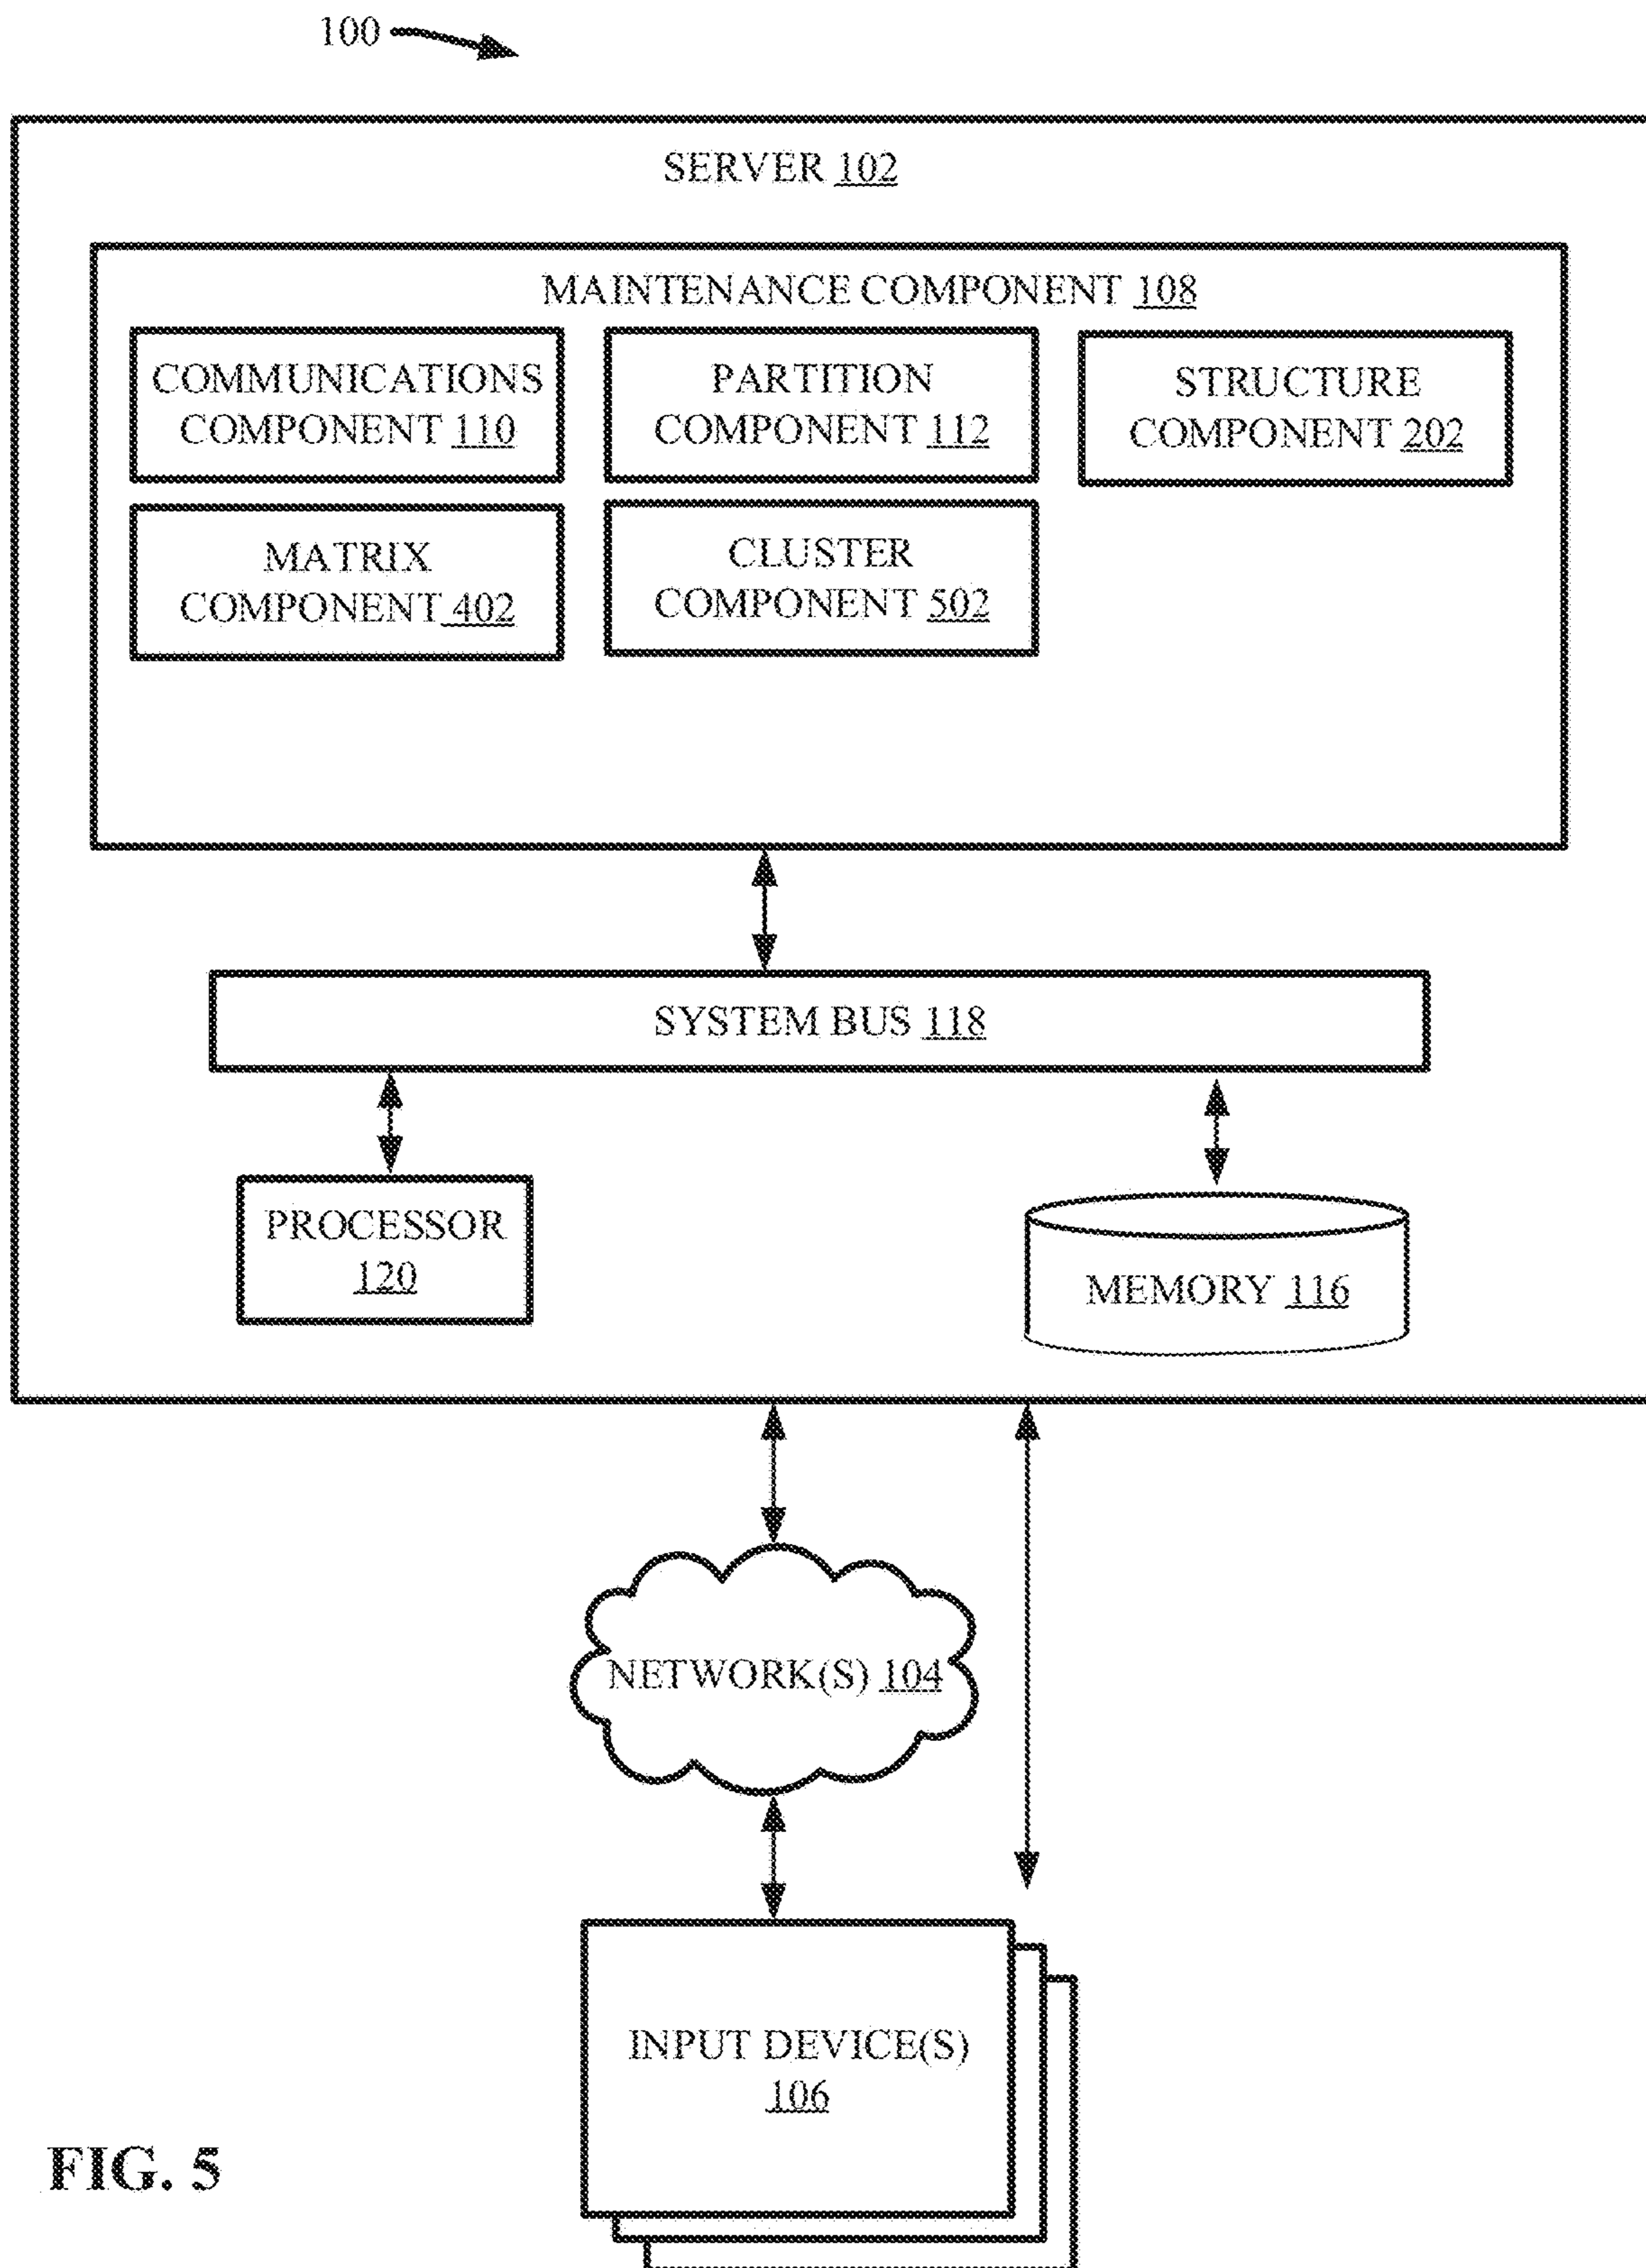 100
SERVER 102
MAINTENANCE COMPONENT 108
COMMUNICATIONS
COMPONENT 110
PARTITION
COMPONENT 112
STRUCTURE
COMPONENT 202
MATRIX
COMPONENT 402
CLUSTER
COMPONENT 502
SYSTEM BUS 118
PROCESSOR
120
MEMORY 116
NETWORK(S) 104
INPUT DEVICE(S)
106
FIG. 5